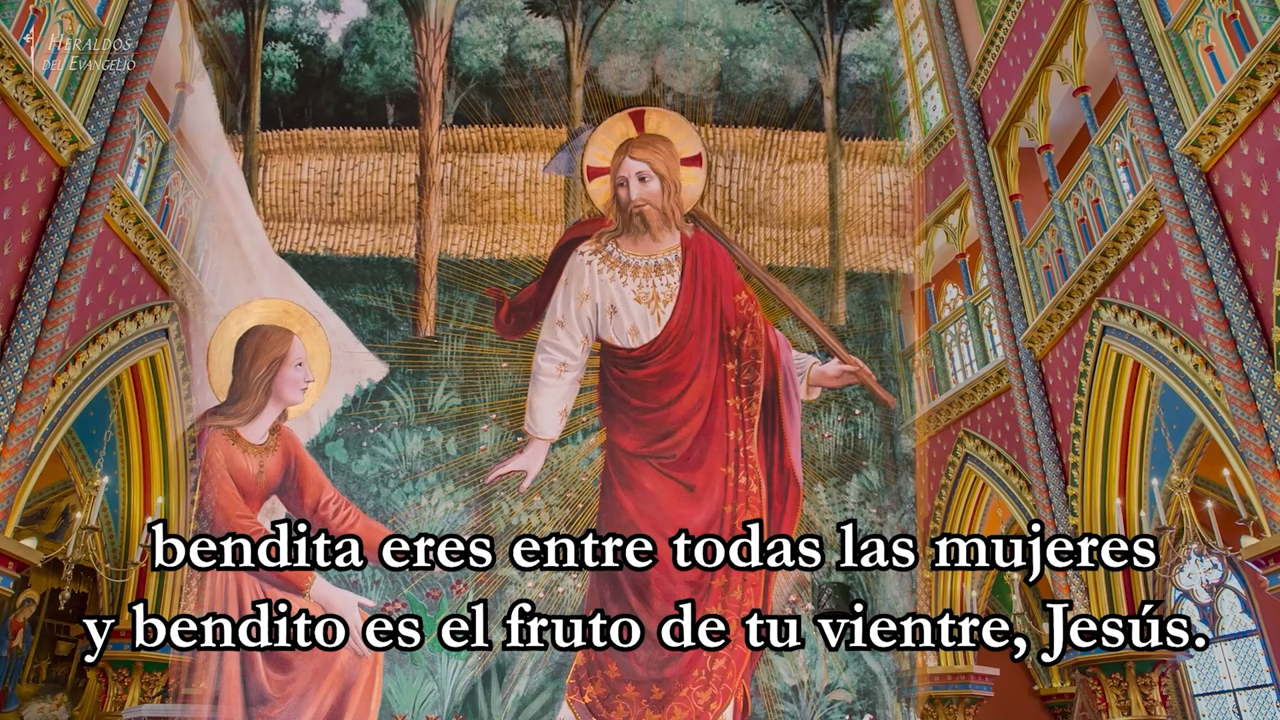 HERALDOS
DEL EVANGELIO
bendita eres entre todas las mujeres
y bendito es el fruto de tu vientre, Jesús.